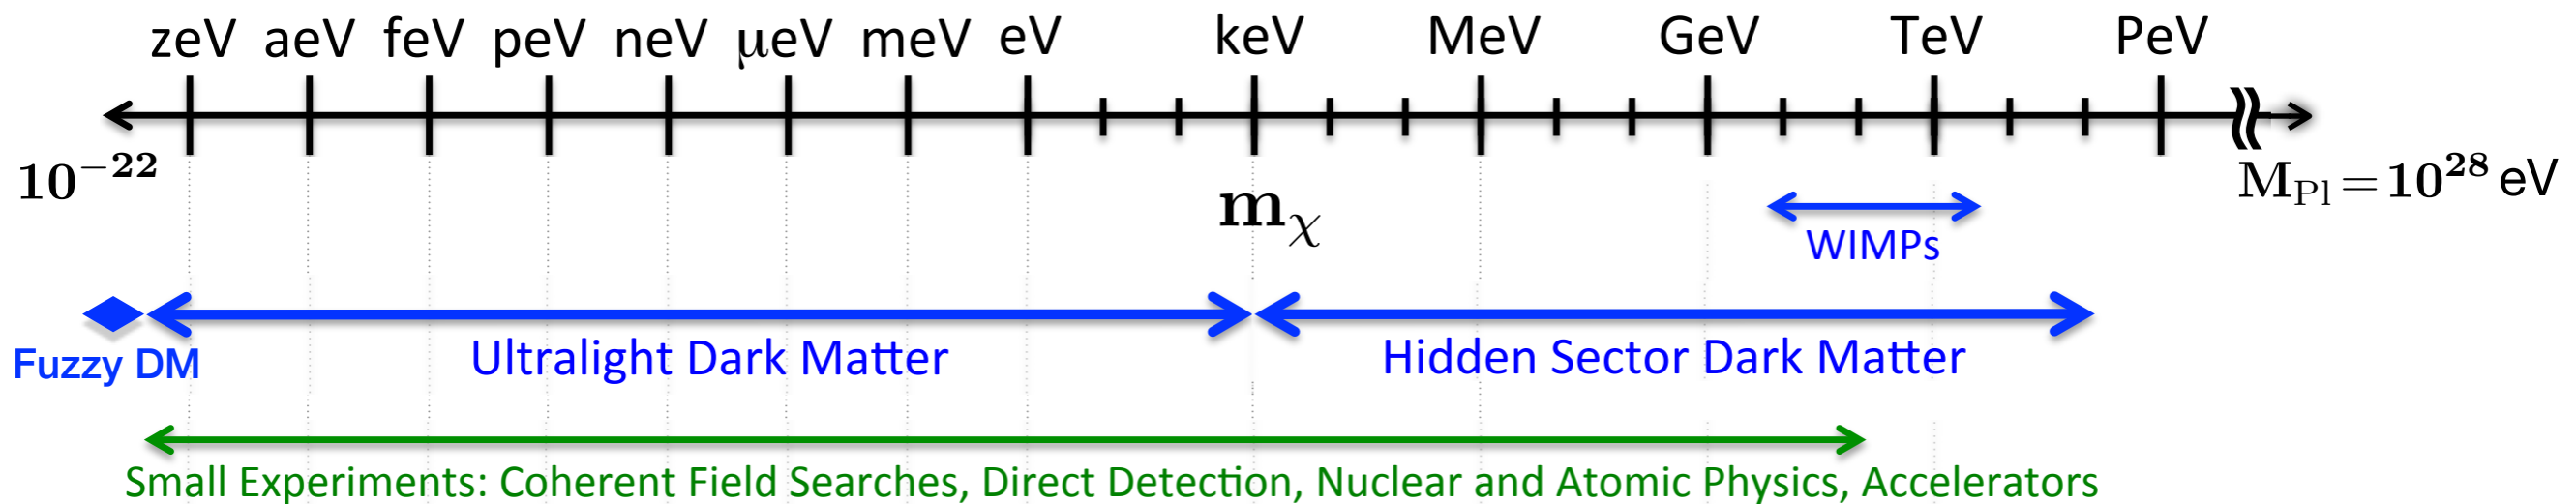 zeV aeV feV peV neV μeV meV eV keV MeV GeV TeV PeV
10⁻²² M_Pl = 10²⁸ eV
m_χ
WIMPs
Fuzzy DM Ultralight Dark Matter Hidden Sector Dark Matter
Small Experiments: Coherent Field Searches, Direct Detection, Nuclear and Atomic Physics, Accelerators